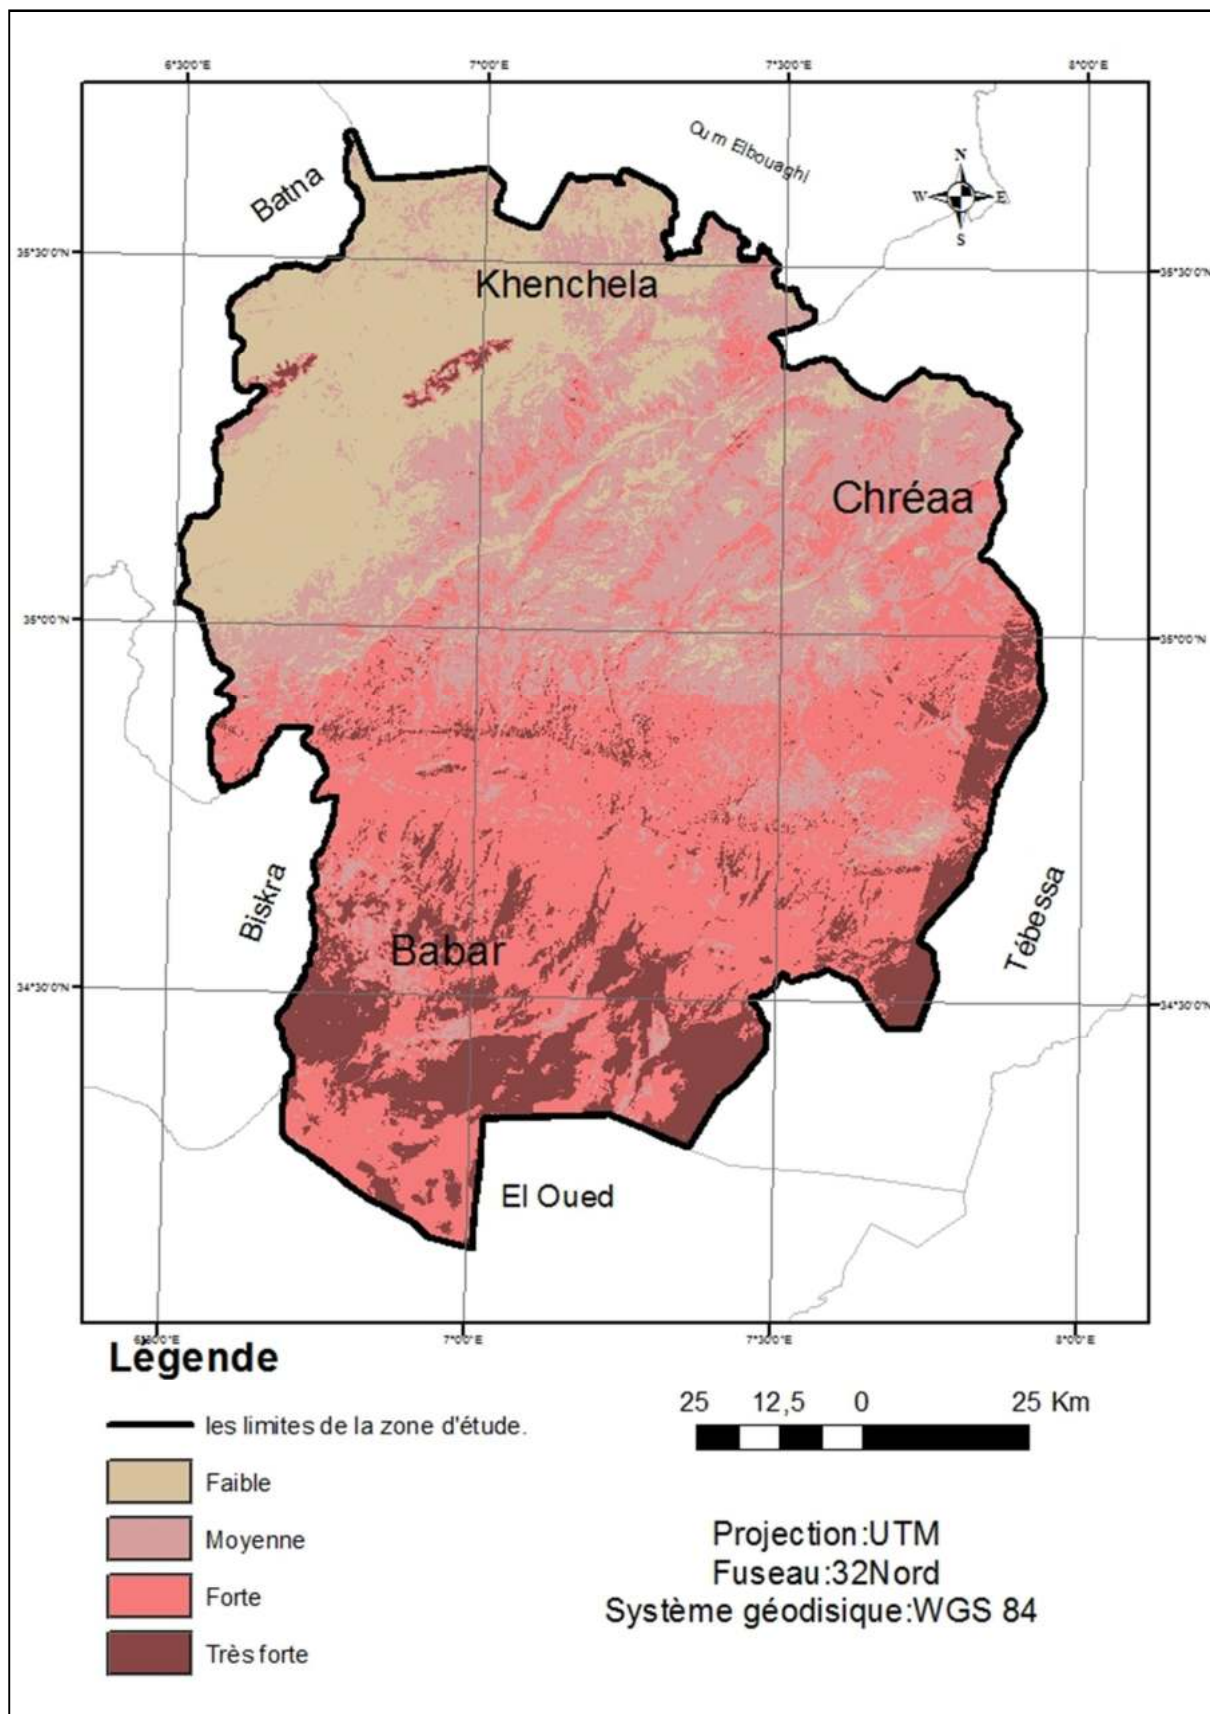 6°30'0"E 7°0'0"E 7°30'0"E 8°0'0"E
Oum Elbouaghi
Batna
N
W E
S
35°30'0"N 35°30'0"N
Khenchela
Chréaa
35°0'0"N 35°0'0"N
Biskra
Tébessa
Babar
34°30'0"N 34°30'0"N
El Oued
6°30'0"E 7°0'0"E 7°30'0"E 8°0'0"E
Légende
les limites de la zone d'étude.
Faible
Moyenne
Forte
Très forte
25 12,5 0 25 Km
Projection:UTM
Fuseau:32Nord
Système géodisique:WGS 84